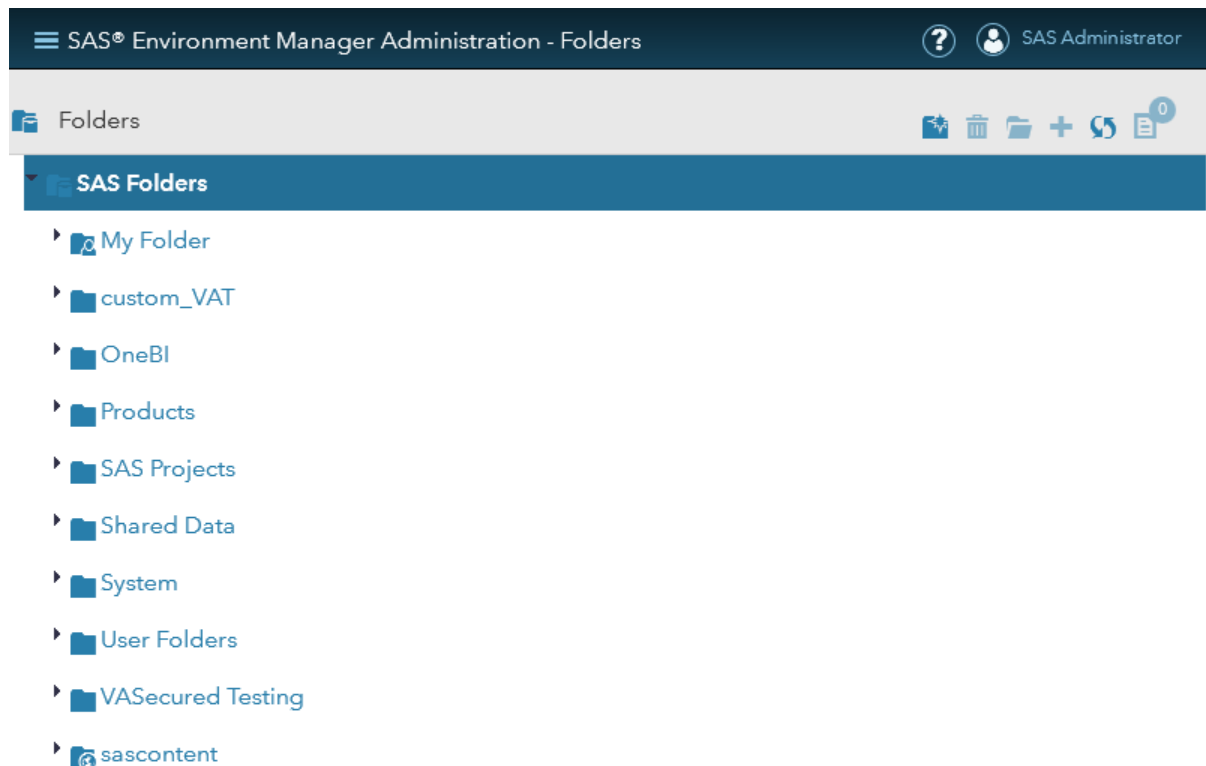 SAS® Environment Manager Administration - Folders
? SAS Administrator
Folders
0
SAS Folders
My Folder
custom_VAT
OneBI
Products
SAS Projects
Shared Data
System
User Folders
VASecured Testing
sascontent